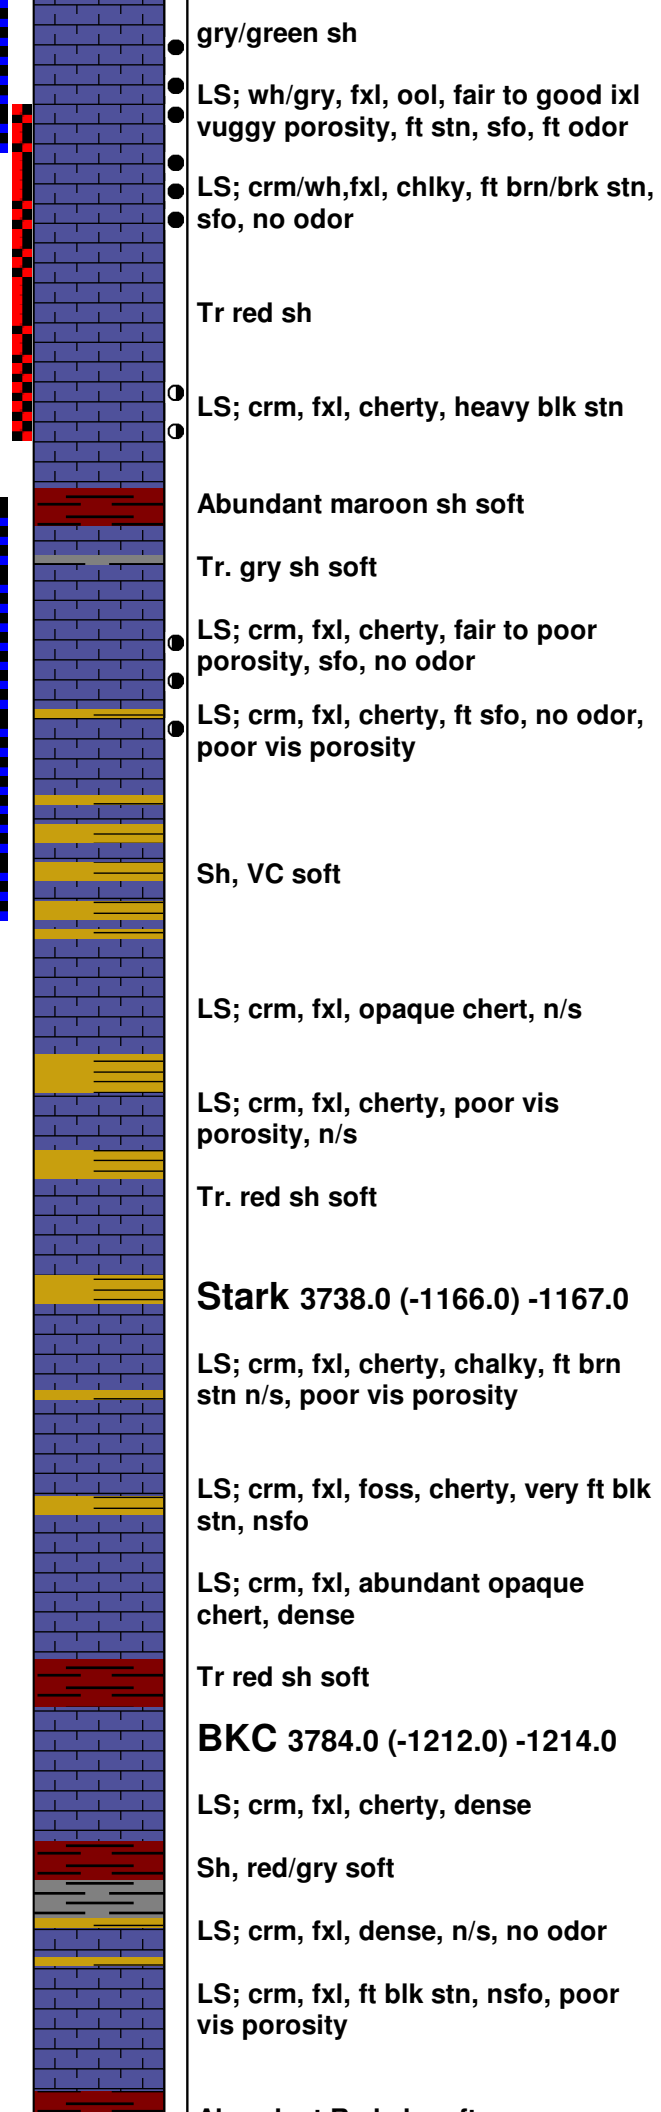 gry/green sh
LS; wh/gry, fxl, ool, fair to good ixl
vuggy porosity, ft stn, sfo, ft odor
LS; crm/wh,fxl, chlky, ft brn/brk stn,
sfo, no odor
Tr red sh
LS; crm, fxl, cherty, heavy blk stn
Abundant maroon sh soft
Tr. gry sh soft
LS; crm, fxl, cherty, fair to poor
porosity, sfo, no odor
LS; crm, fxl, cherty, ft sfo, no odor,
poor vis porosity
Sh, VC soft
LS; crm, fxl, opaque chert, n/s
LS; crm, fxl, cherty, poor vis
porosity, n/s
Tr. red sh soft
Stark 3738.0 (-1166.0) -1167.0
LS; crm, fxl, cherty, chalky, ft brn
stn n/s, poor vis porosity
LS; crm, fxl, foss, cherty, very ft blk
stn, nsfo
LS; crm, fxl, abundant opaque
chert, dense
Tr red sh soft
BKC 3784.0 (-1212.0) -1214.0
LS; crm, fxl, cherty, dense
Sh, red/gry soft
LS; crm, fxl, dense, n/s, no odor
LS; crm, fxl, ft blk stn, nsfo, poor
vis porosity